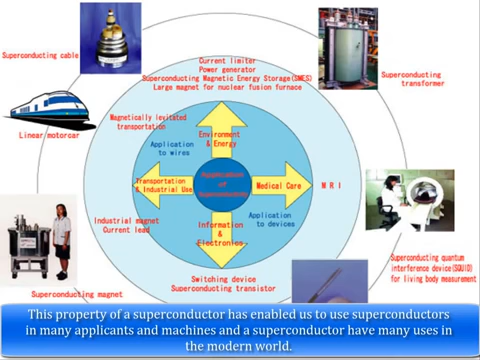 Superconducting cable
Current limiter
Power generator
Superconducting Magnetic Energy Storage(SMES)
Large magnet for nuclear fusion furnace
Superconducting
transformer
Linear motorcar
Magnetically levitated
transportation
Environment
& Energy
Application
to wires
Transportation
& Industrial Use
Application
of
Superconductivity
Medical Care
M R I
Industrial magnet
Current lead
Information
&
Electronics
Application
to devices
Superconducting quantum
interference device(SQUID)
for living body measurement
Switching device
Superconducting transistor
Superconducting magnet
This property of a superconductor has enabled us to use superconductors
in many applicants and machines and a superconductor have many uses in
the modern world.